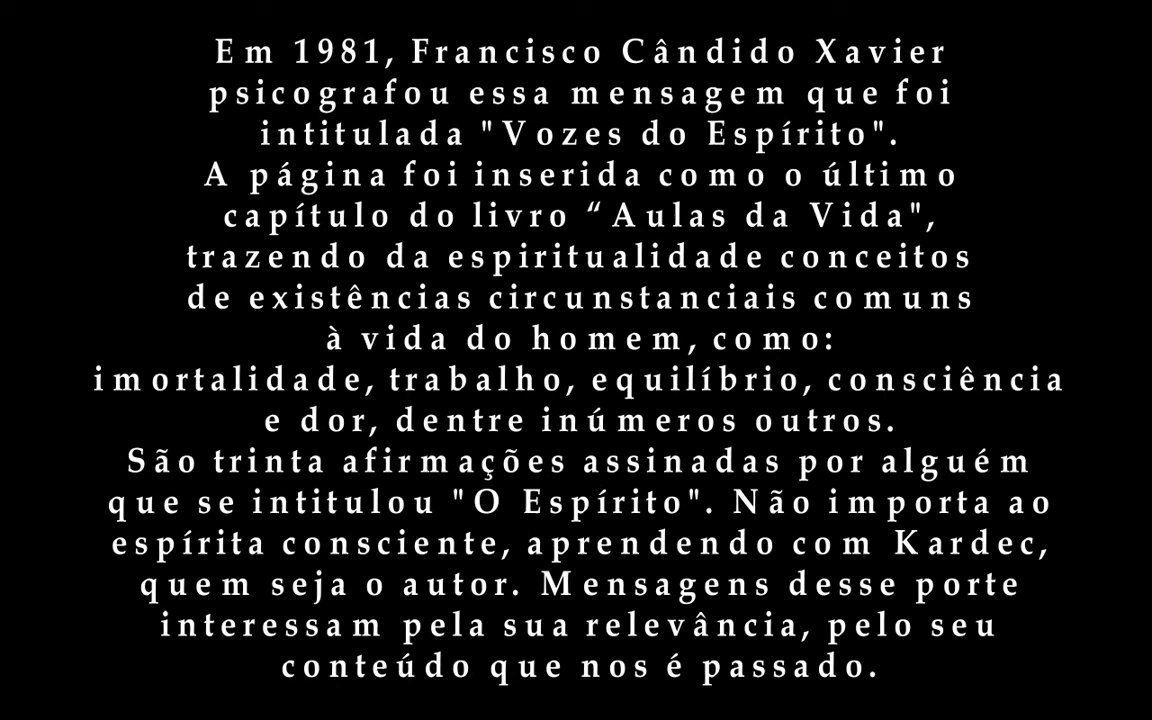 Em 1981, Francisco Cândido Xavier
psicografou essa mensagem que foi
intitulada "Vozes do Espírito".
A página foi inserida como o último
capítulo do livro “Aulas da Vida",
trazendo da espiritualidade conceitos
de existências circunstanciais comuns
à vida do homem, como:
imortalidade, trabalho, equilíbrio, consciência
e dor, dentre inúmeros outros.
São trinta afirmações assinadas por alguém
que se intitulou "O Espírito". Não importa ao
espírita consciente, aprendendo com Kardec,
quem seja o autor. Mensagens desse porte
interessam pela sua relevância, pelo seu
conteúdo que nos é passado.